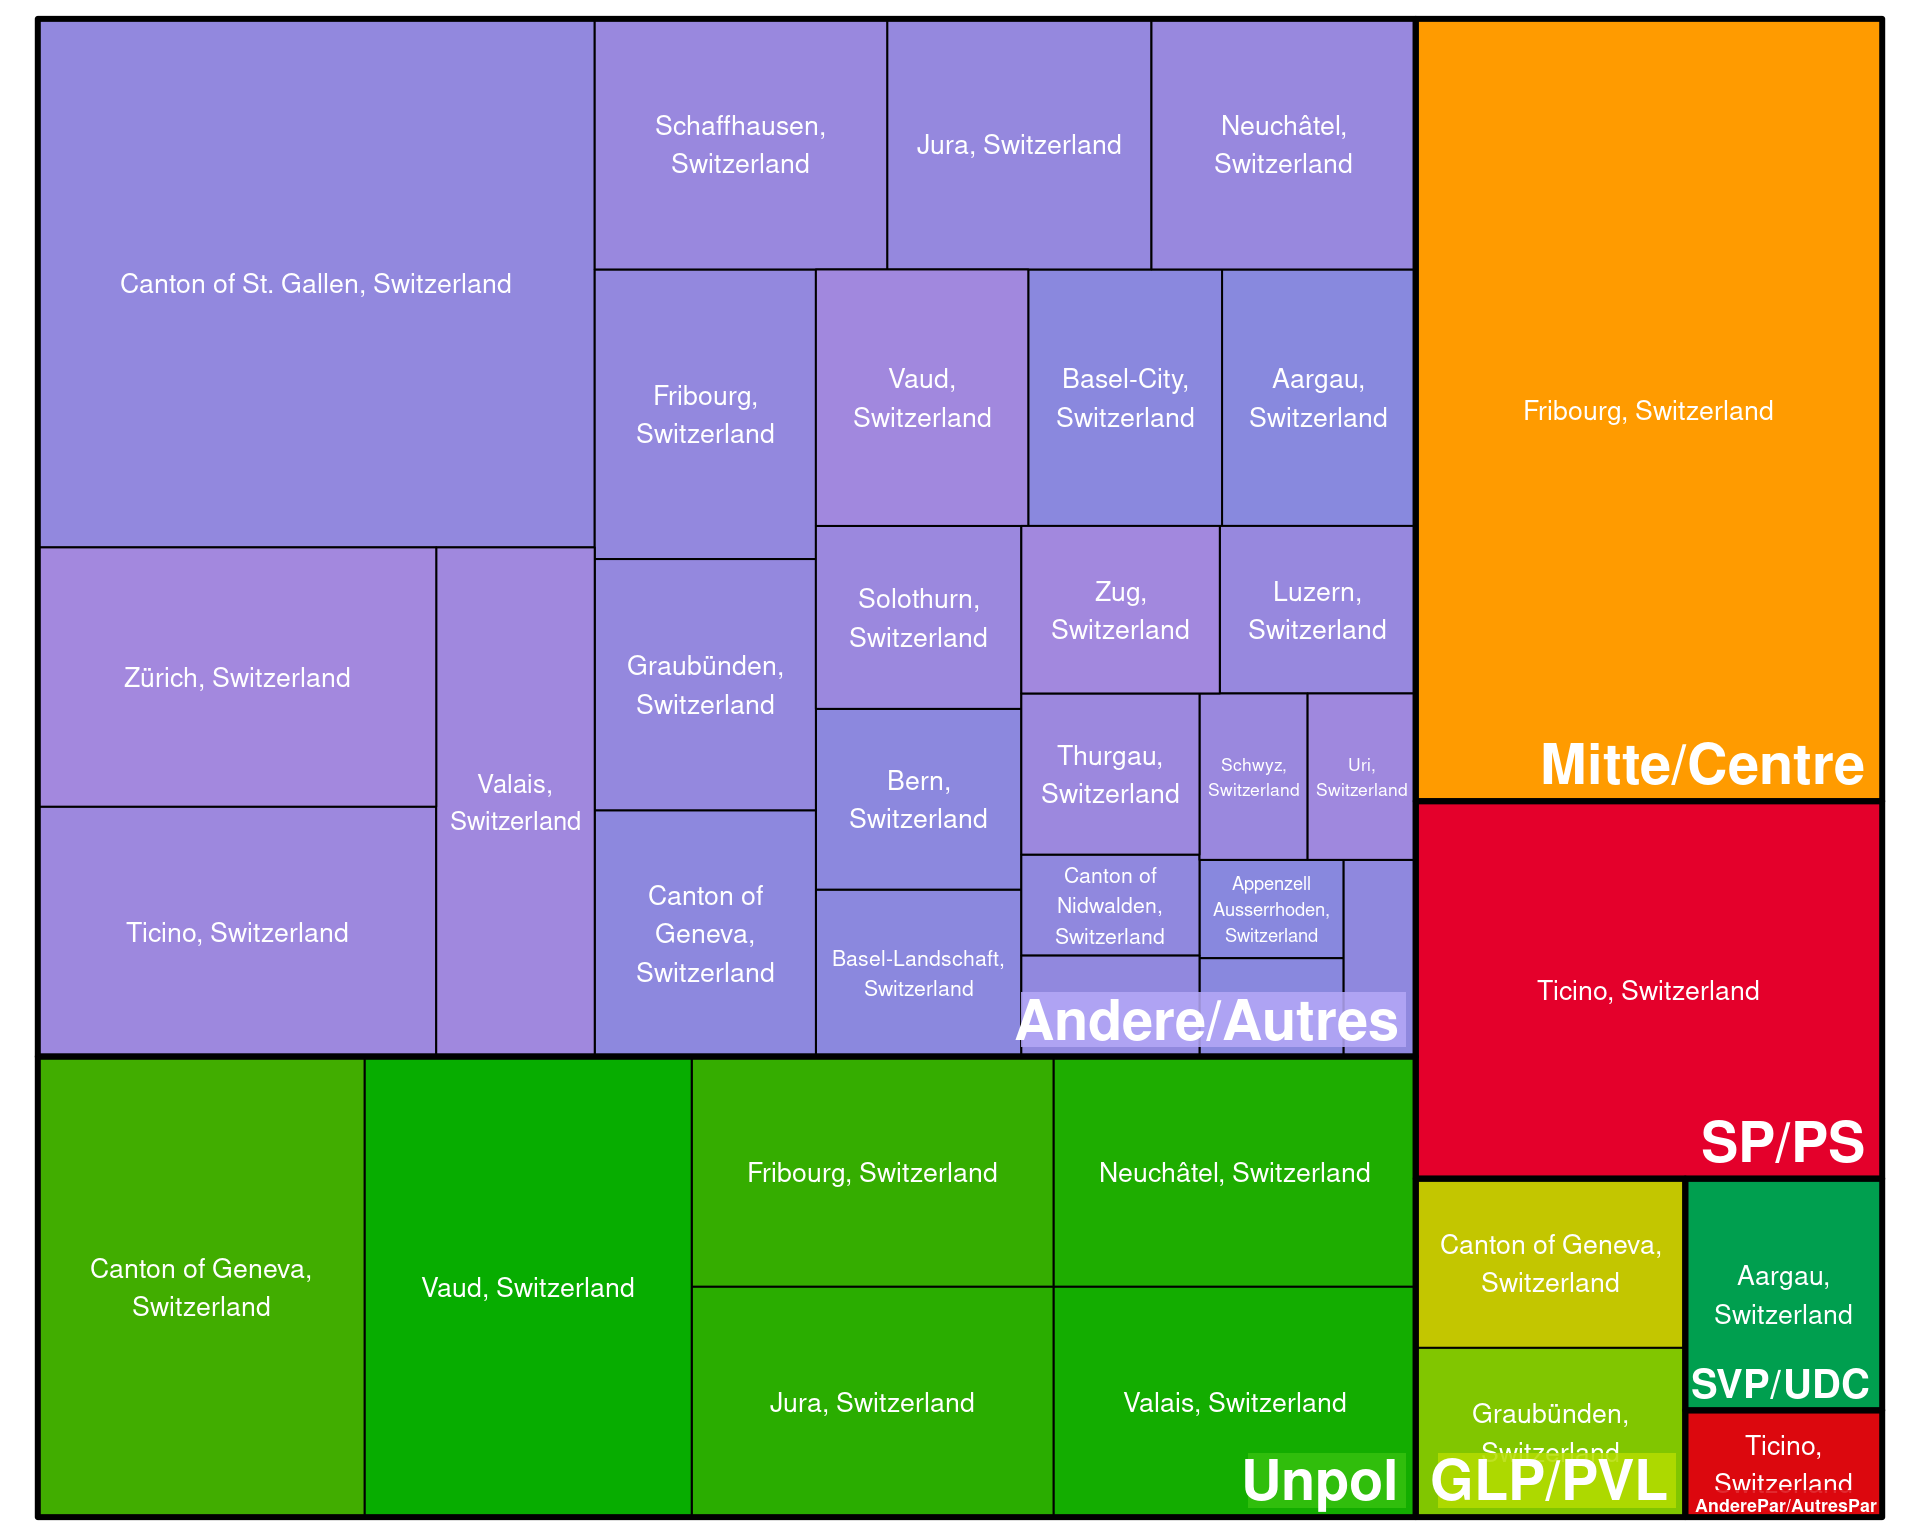 Canton of St. Gallen, Switzerland
Schaffhausen,
Switzerland
Jura, Switzerland
Neuchâtel,
Switzerland
Fribourg,
Switzerland
Vaud,
Switzerland
Basel-City,
Switzerland
Aargau,
Switzerland
Zürich, Switzerland
Ticino, Switzerland
Valais,
Switzerland
Graubünden,
Switzerland
Canton of
Geneva,
Switzerland
Solothurn,
Switzerland
Bern,
Switzerland
Basel-Landschaft,
Switzerland
Zug,
Switzerland
Luzern,
Switzerland
Thurgau,
Switzerland
Schwyz,
Switzerland
Uri,
Switzerland
Canton of
Nidwalden,
Switzerland
Appenzell
Ausserrhoden,
Switzerland
Andere/Autres
Canton of Geneva,
Switzerland
Vaud, Switzerland
Fribourg, Switzerland
Neuchâtel, Switzerland
Jura, Switzerland
Valais, Switzerland
Unpol
Fribourg, Switzerland
Mitte/Centre
Ticino, Switzerland
SP/PS
Canton of Geneva,
Switzerland
Graubünden,
Switzerland
GLP/PVL
Aargau,
Switzerland
SVP/UDC
Ticino,
Switzerland
AnderePar/AutresPar